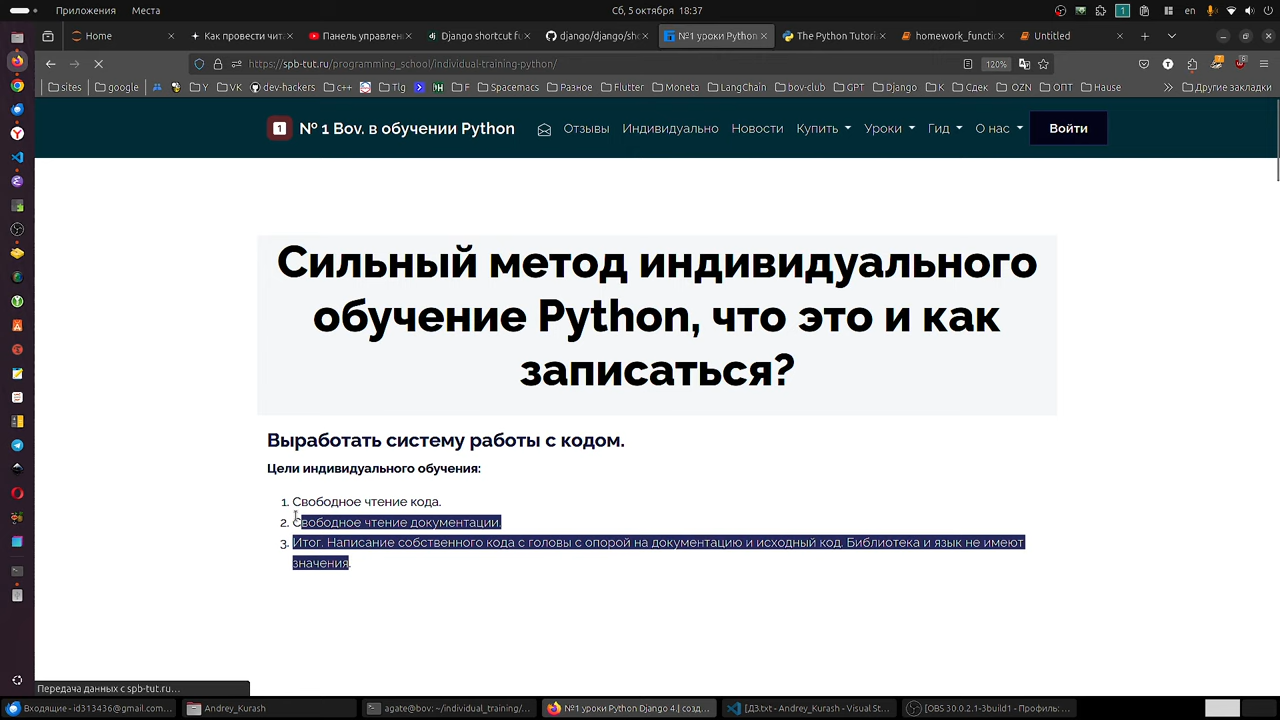 Приложения Места Сб, 5 октября 18:37 1 en
Home Как провести чит Панель управлен Django shortcut fu django/django/sho №1 уроки Python The Python Tutori homework_functi Untitled
https://spb-tut.ru/programming_school/individual-training-python/ 120%
sites google Y VK dev-hackers c++ Tlg H F Spacemacs Разное Flutter Moneta LangChain bov-club GPT Django K Сдек OZN ОПТ Hause Другие закладки
1 № 1 Bov. в обучении Python Отзывы Индивидуально Новости Купить Уроки Гид О нас Войти
Сильный метод индивидуального
обучение Python, что это и как
записаться?
Выработать систему работы с кодом.
Цели индивидуального обучения:
1. Свободное чтение кода.
2. Свободное чтение документации.
3. Итог. Написание собственного кода с головы с опорой на документацию и исходный код. Библиотека и язык не имеют
значения.
Передача данных с spb-tut.ru…
Входящие - id313436@gmail.com… Andrey_Kurash agate@bov: ~/individual_training/… №1 уроки Python Django 4.| созд… [ДЗ.txt - Andrey_Kurash - Visual St… [OBS 30.0.2.1-3build1 - Профиль: …